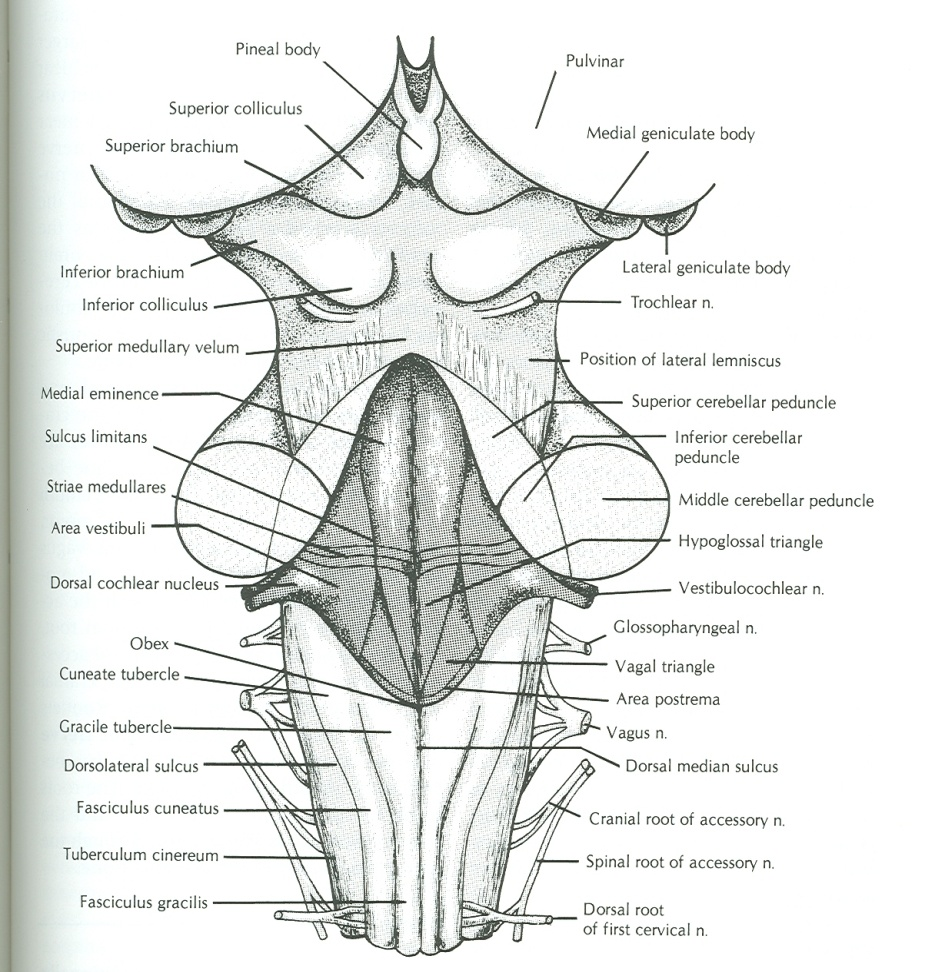 Pineal body
Superior colliculus
Superior brachium
Inferior brachium
Inferior colliculus
Superior medullary velum
Medial eminence
Sulcus limitans
Striae medullares
Area vestibuli
Dorsal cochlear nucleus
Obex
Cuneate tubercle
Gracile tubercle
Dorsolateral sulcus
Fasciculus cuneatus
Tuberculum cinereum
Fasciculus gracilis
Pulvinar
Medial geniculate body
Lateral geniculate body
Trochlear n.
Position of lateral lemniscus
Superior cerebellar peduncle
Inferior cerebellar
peduncle
Middle cerebellar peduncle
Hypoglossal triangle
Vestibulocochlear n.
Glossopharyngeal n.
Vagal triangle
Area postrema
Vagus n.
Dorsal median sulcus
Cranial root of accessory n.
Spinal root of accessory n.
Dorsal root
of first cervical n.